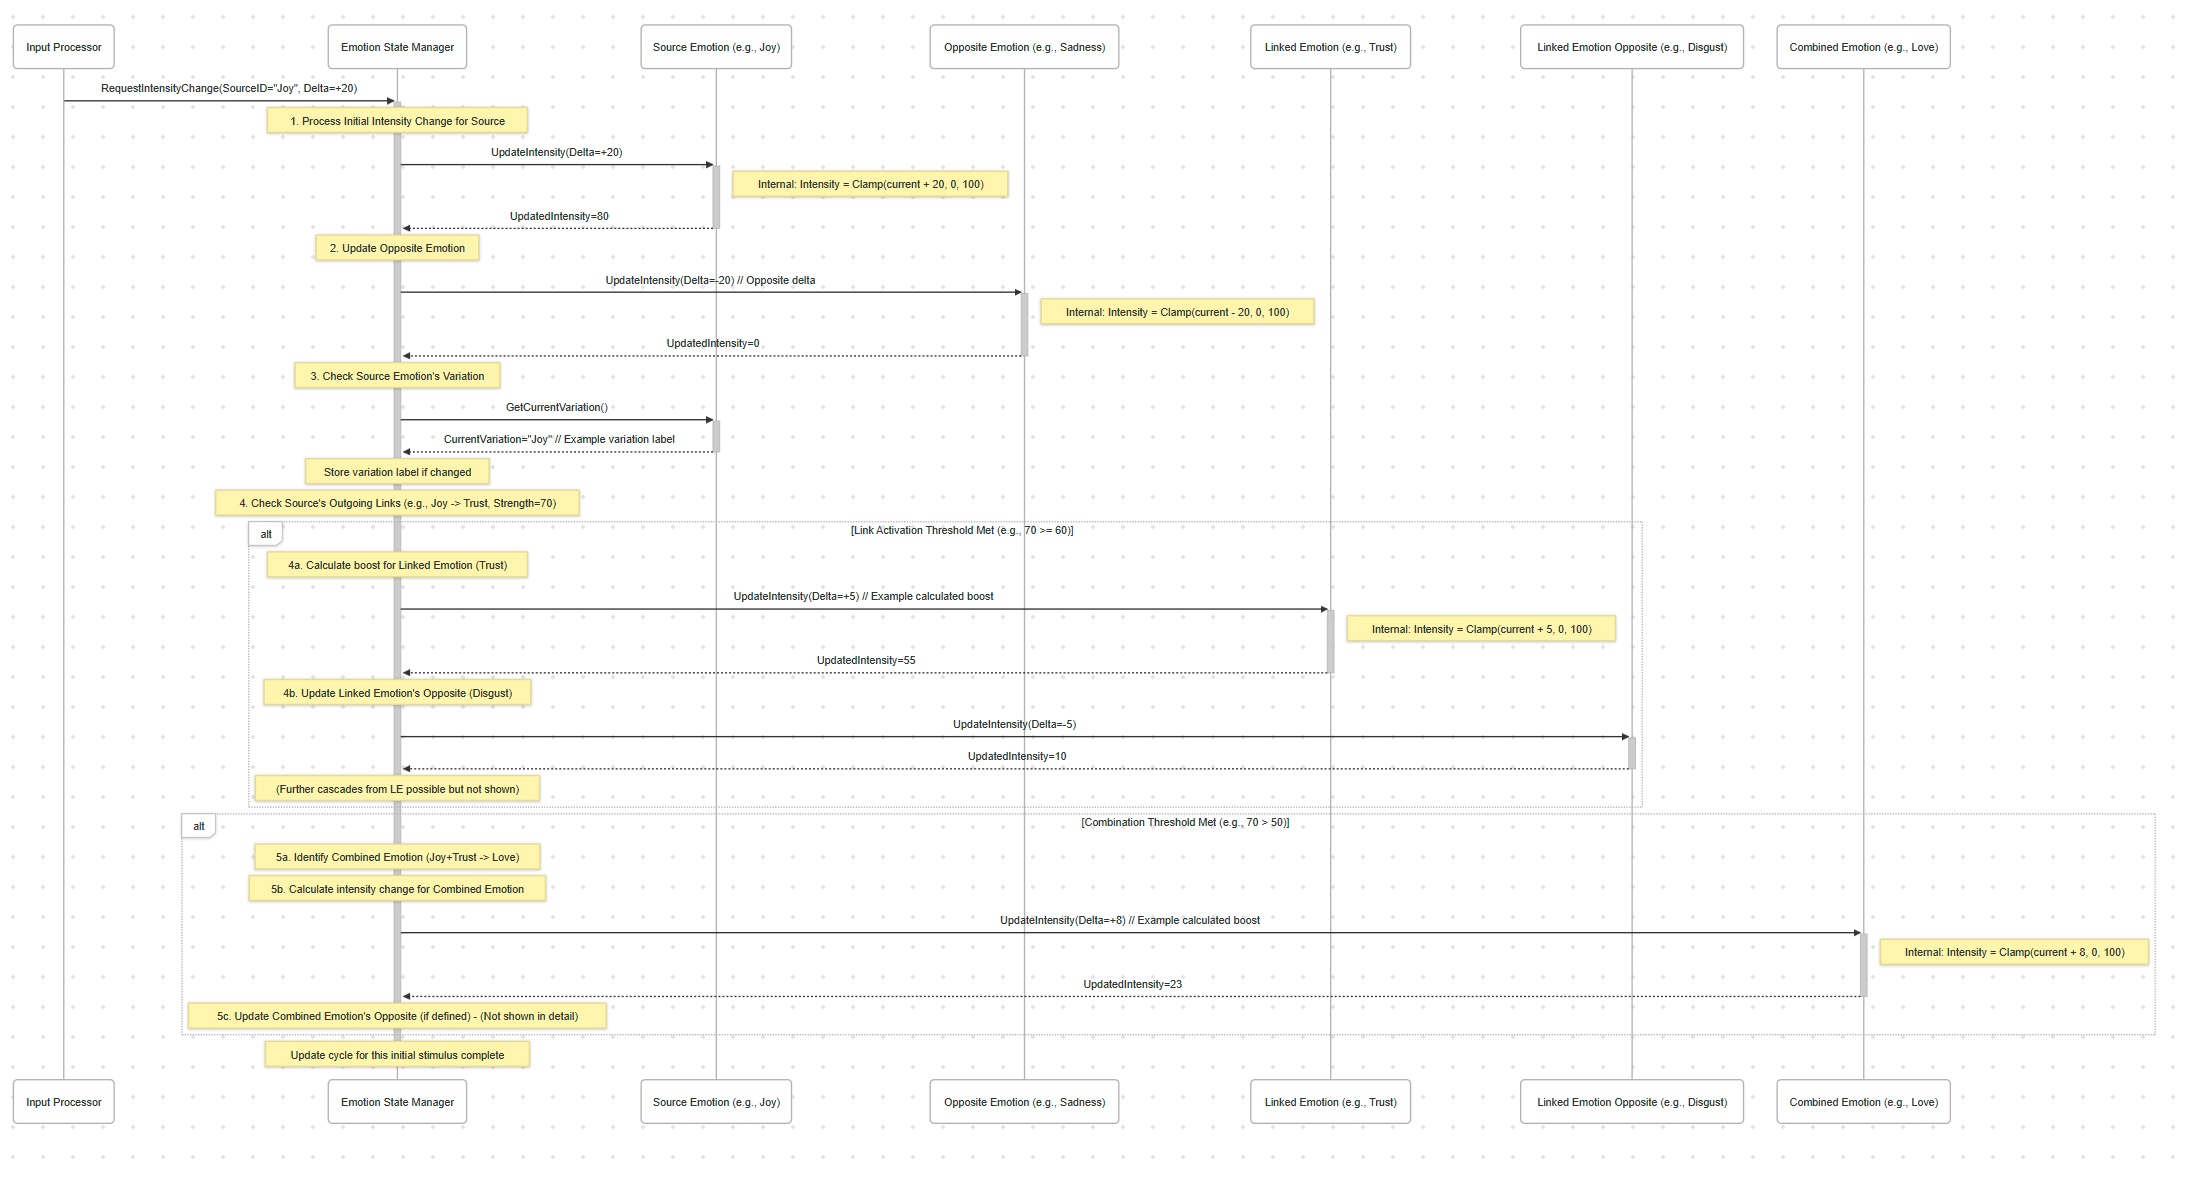 Input Processor
Emotion State Manager
Source Emotion (e.g., Joy)
Opposite Emotion (e.g., Sadness)
Linked Emotion (e.g., Trust)
Linked Emotion Opposite (e.g., Disgust)
Combined Emotion (e.g., Love)
RequestIntensityChange(SourceID="Joy", Delta=+20)
1. Process Initial Intensity Change for Source
UpdateIntensity(Delta=+20)
Internal: Intensity = Clamp(current + 20, 0, 100)
UpdatedIntensity=80
2. Update Opposite Emotion
UpdateIntensity(Delta=-20) // Opposite delta
Internal: Intensity = Clamp(current - 20, 0, 100)
UpdatedIntensity=0
3. Check Source Emotion's Variation
GetCurrentVariation()
CurrentVariation="Joy" // Example variation label
Store variation label if changed
4. Check Source's Outgoing Links (e.g., Joy -> Trust, Strength=70)
alt
[Link Activation Threshold Met (e.g., 70 >= 60)]
4a. Calculate boost for Linked Emotion (Trust)
UpdateIntensity(Delta=+5) // Example calculated boost
Internal: Intensity = Clamp(current + 5, 0, 100)
UpdatedIntensity=55
4b. Update Linked Emotion's Opposite (Disgust)
UpdateIntensity(Delta=-5)
UpdatedIntensity=10
(Further cascades from LE possible but not shown)
alt
[Combination Threshold Met (e.g., 70 > 50)]
5a. Identify Combined Emotion (Joy+Trust -> Love)
5b. Calculate intensity change for Combined Emotion
UpdateIntensity(Delta=+8) // Example calculated boost
Internal: Intensity = Clamp(current + 8, 0, 100)
UpdatedIntensity=23
5c. Update Combined Emotion's Opposite (if defined) - (Not shown in detail)
Update cycle for this initial stimulus complete
Input Processor
Emotion State Manager
Source Emotion (e.g., Joy)
Opposite Emotion (e.g., Sadness)
Linked Emotion (e.g., Trust)
Linked Emotion Opposite (e.g., Disgust)
Combined Emotion (e.g., Love)